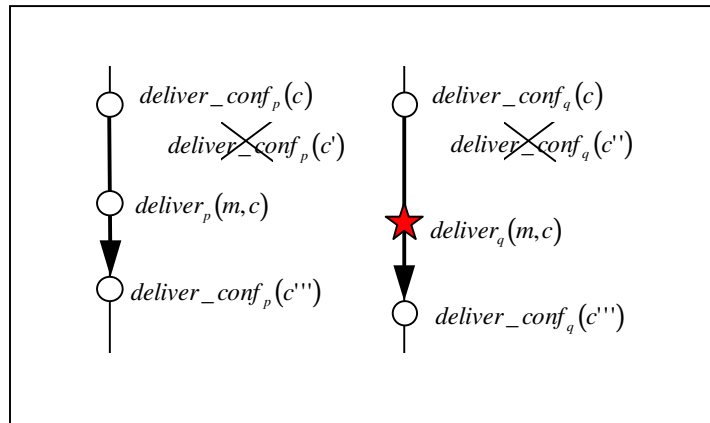 deliver_conf_p(c) deliver_conf_q(c)
deliver_conf_p(c') deliver_conf_q(c'')
deliver_p(m,c)
deliver_q(m,c)
deliver_conf_p(c''')
deliver_conf_q(c''')